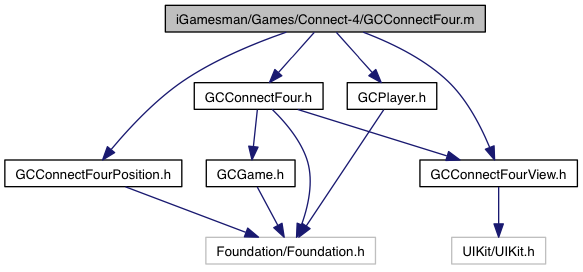 iGamesman/Games/Connect-4/GCConnectFour.m
GCConnectFour.h
GCPlayer.h
GCConnectFourPosition.h
GCGame.h
GCConnectFourView.h
Foundation/Foundation.h
UIKit/UIKit.h